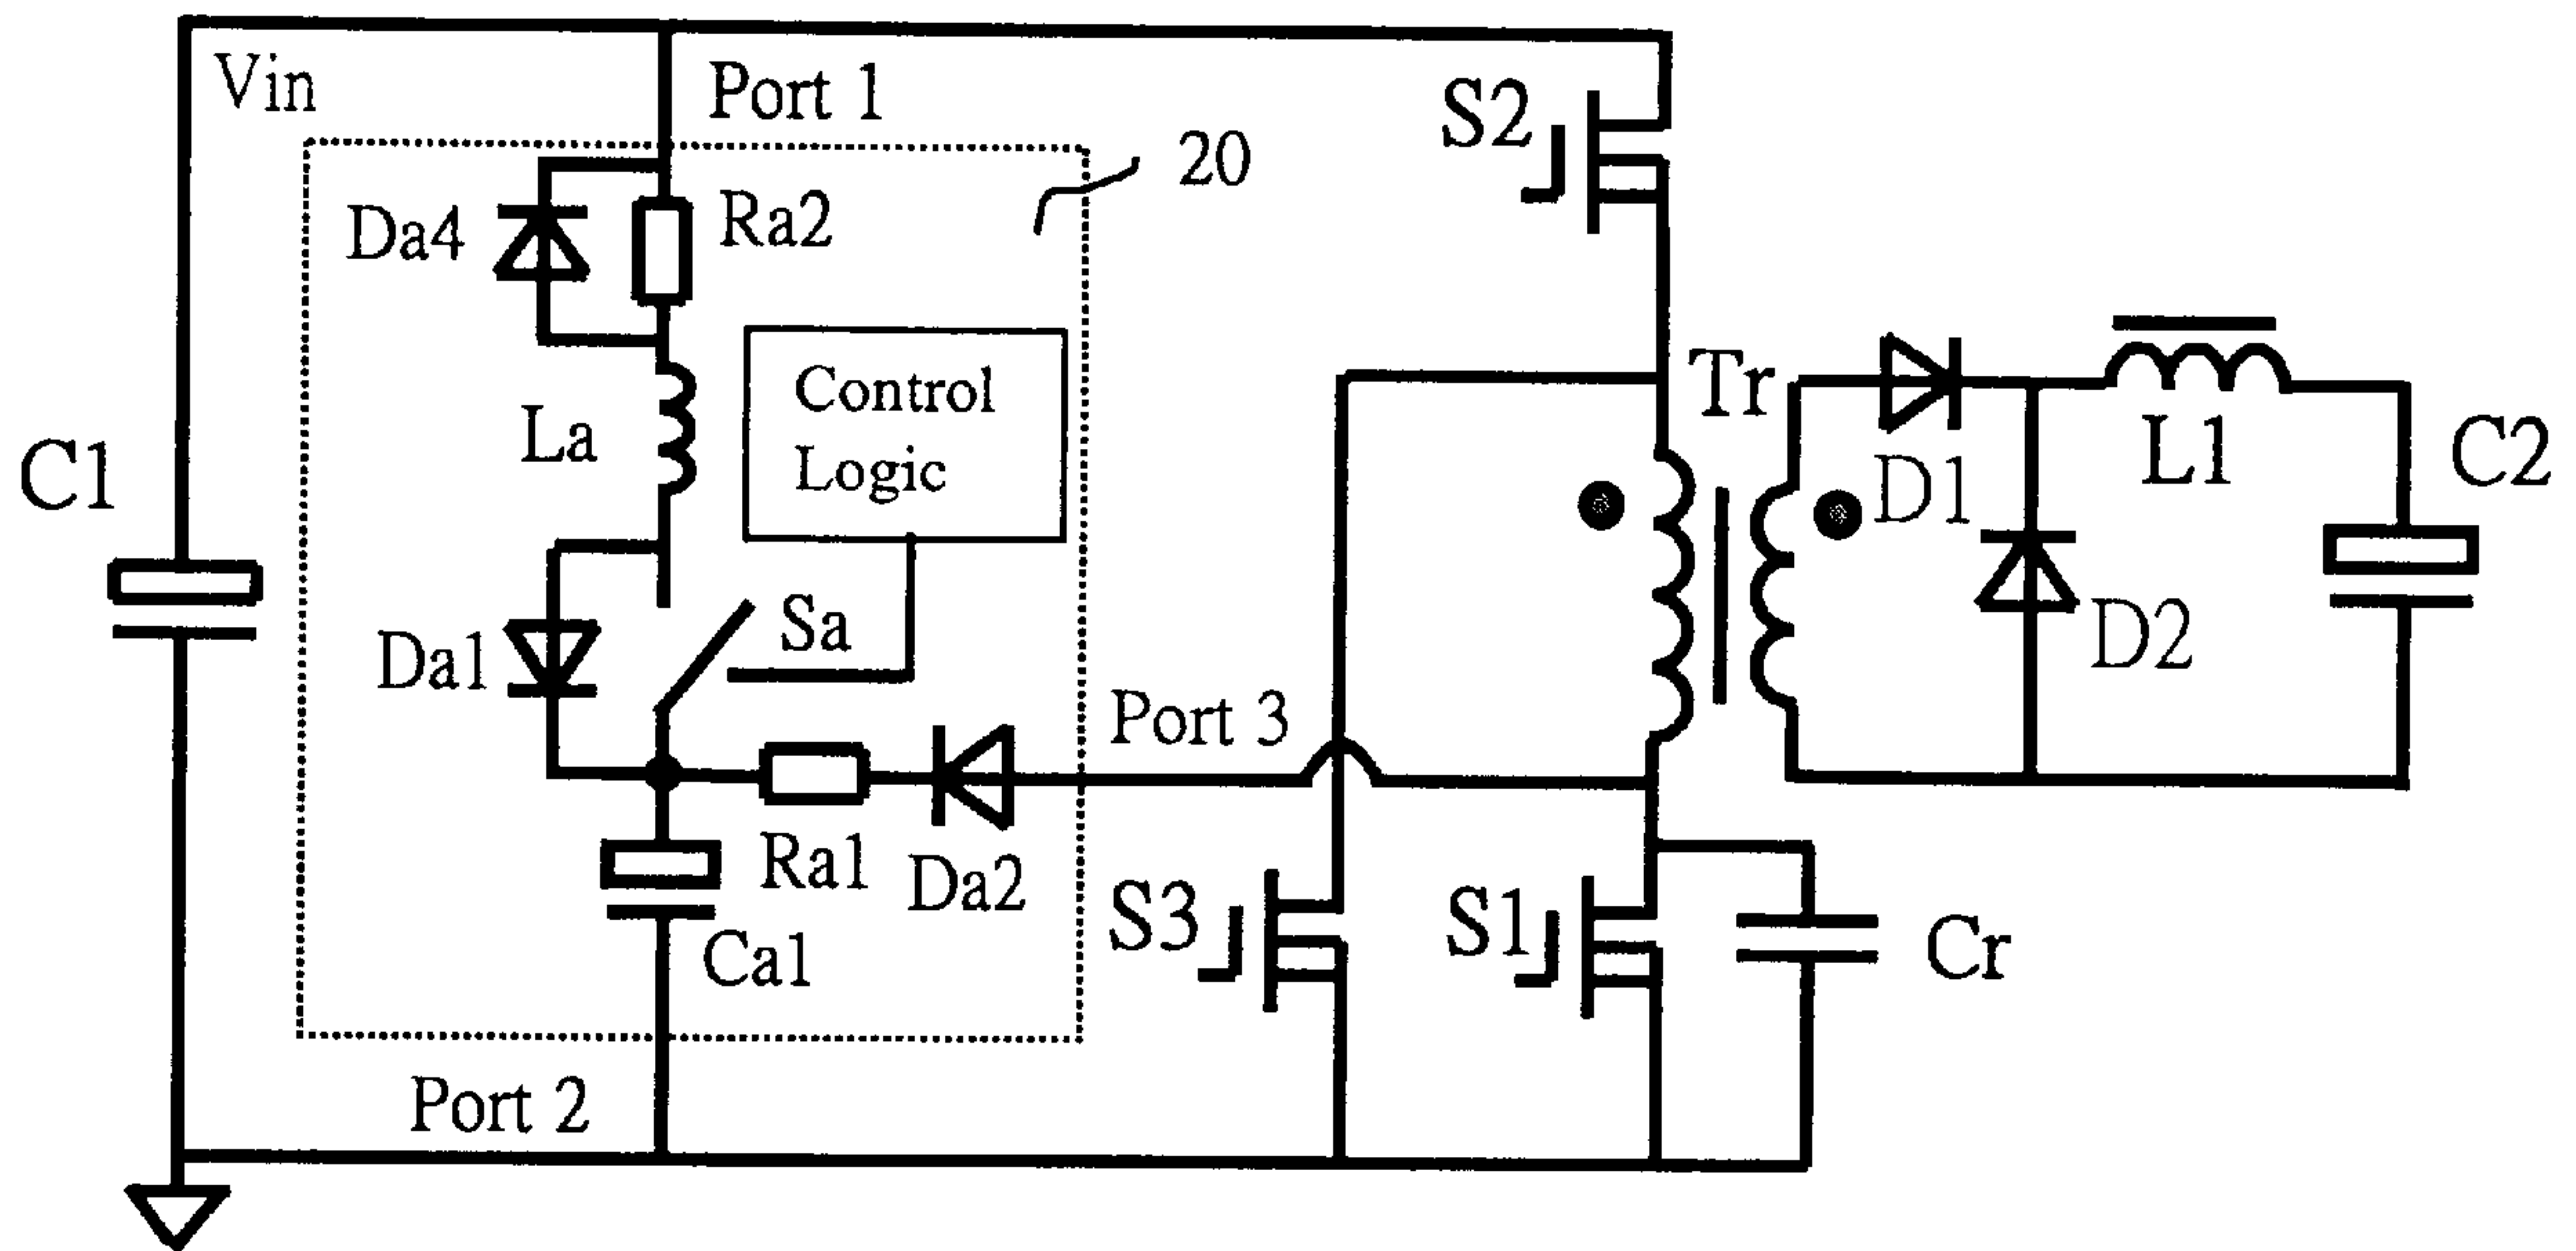 Vin
Port 1
20
S2
Da4
Ra2
Control
Logic
La
Tr
C1
D1
L1
C2
Da1
Sa
D2
Port 3
Ra1
Da2
S3
S1
Cr
Ca1
Port 2